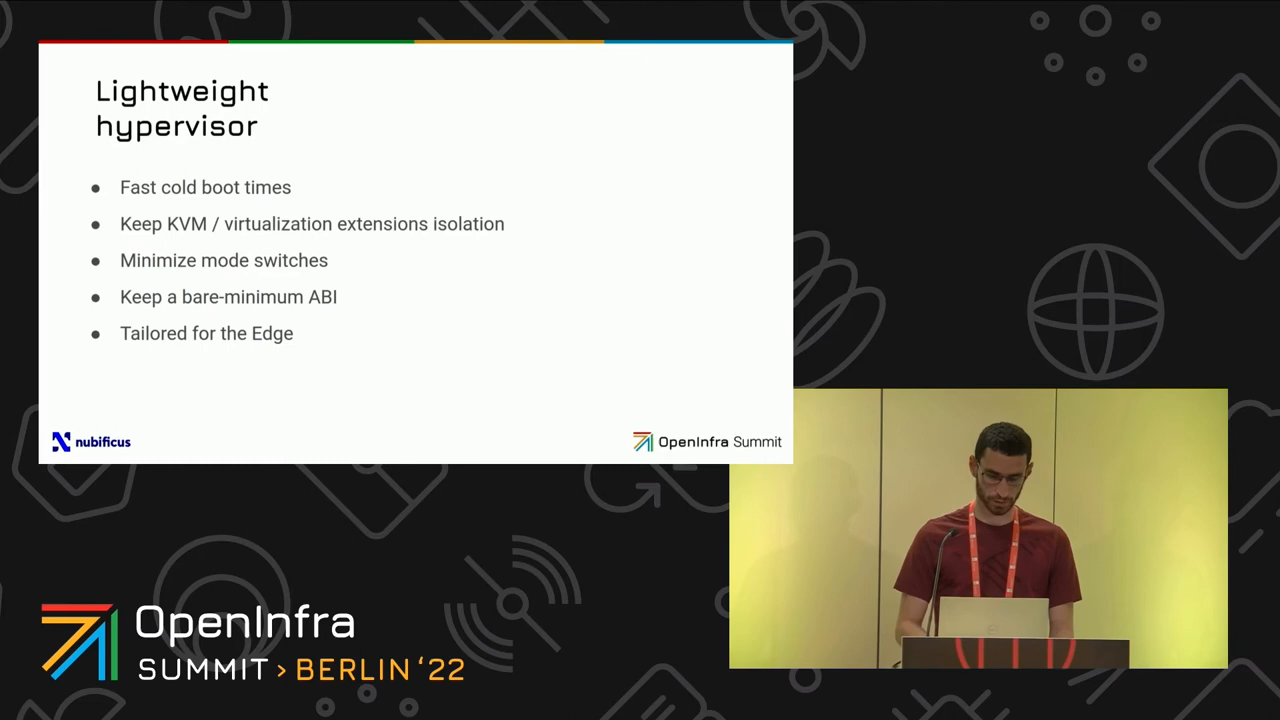 Lightweight
hypervisor
● Fast cold boot times
● Keep KVM / virtualization extensions isolation
● Minimize mode switches
● Keep a bare-minimum ABI
● Tailored for the Edge
nubificus
OpenInfra Summit
OpenInfra
SUMMIT > BERLIN ‘22